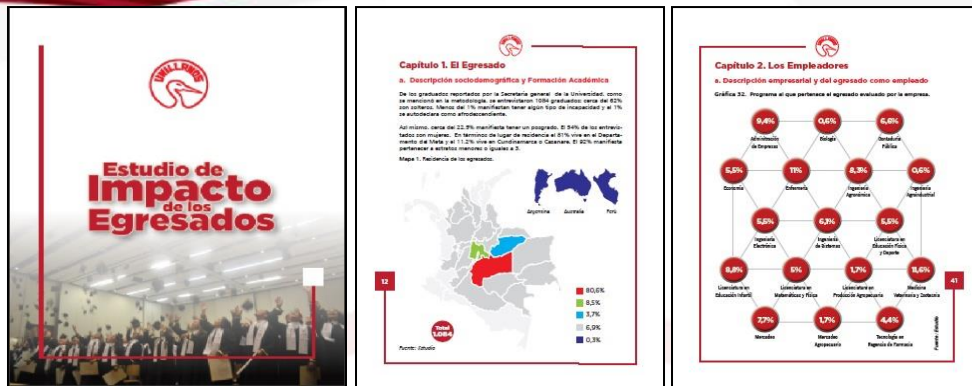 UNILLANOS
Estudio de
Impacto
de los
Egresados
Capítulo 1. El Egresado
a. Descripción sociodemográfica y Formación Académica
De los graduados reportados por la Secretaría general de la Universidad, como
se mencionó en la metodología, se entrevistaron 1084 graduados; cerca del 62%
son solteros. Menos del 1% manifiestan tener algún tipo de incapacidad y el 1%
se autodeclara como afrodescendiente.
Así mismo, cerca del 22.5% manifiesta tener un posgrado. El 54% de los entrevis-
tados son mujeres. En términos de lugar de residencia el 81% vive en el Departa-
mento del Meta y el 11.2% vive en Cundinamarca o Casanare. El 92% manifiesta
pertenecer a estratos menores o iguales a 3.
Mapa 1. Residencia de los egresados.
Argentina Australia Perú
12
80,6%
8,5%
3,7%
6,9%
0,3%
Total
1.084
Fuente: Estudio
Capítulo 2. Los Empleadores
a. Descripción empresarial y del egresado como empleado
Gráfica 32. Programa al que pertenece el egresado evaluado por la empresa.
9,4% 0,6% 6,6%
Administración de Empresas
Biología
Contaduría Pública
5,5% 11% 8,3% 0,6%
Economía
Enfermería
Ingeniería Agronómica
Ingeniería Agroindustrial
5,5% 6,1% 5,5%
Ingeniería Electrónica
Ingeniería de Sistemas
Licenciatura en Educación Física y Deporte
8,8% 5% 1,7% 11,6%
Licenciatura en Educación Infantil
Licenciatura en Matemáticas y Física
Licenciatura en Producción Agropecuaria
Medicina Veterinaria y Zootecnia
41
7,7% 1,7% 4,4%
Mercadeo
Mercadeo Agropecuario
Tecnología en Regencia de Farmacia
Fuente: Estudio